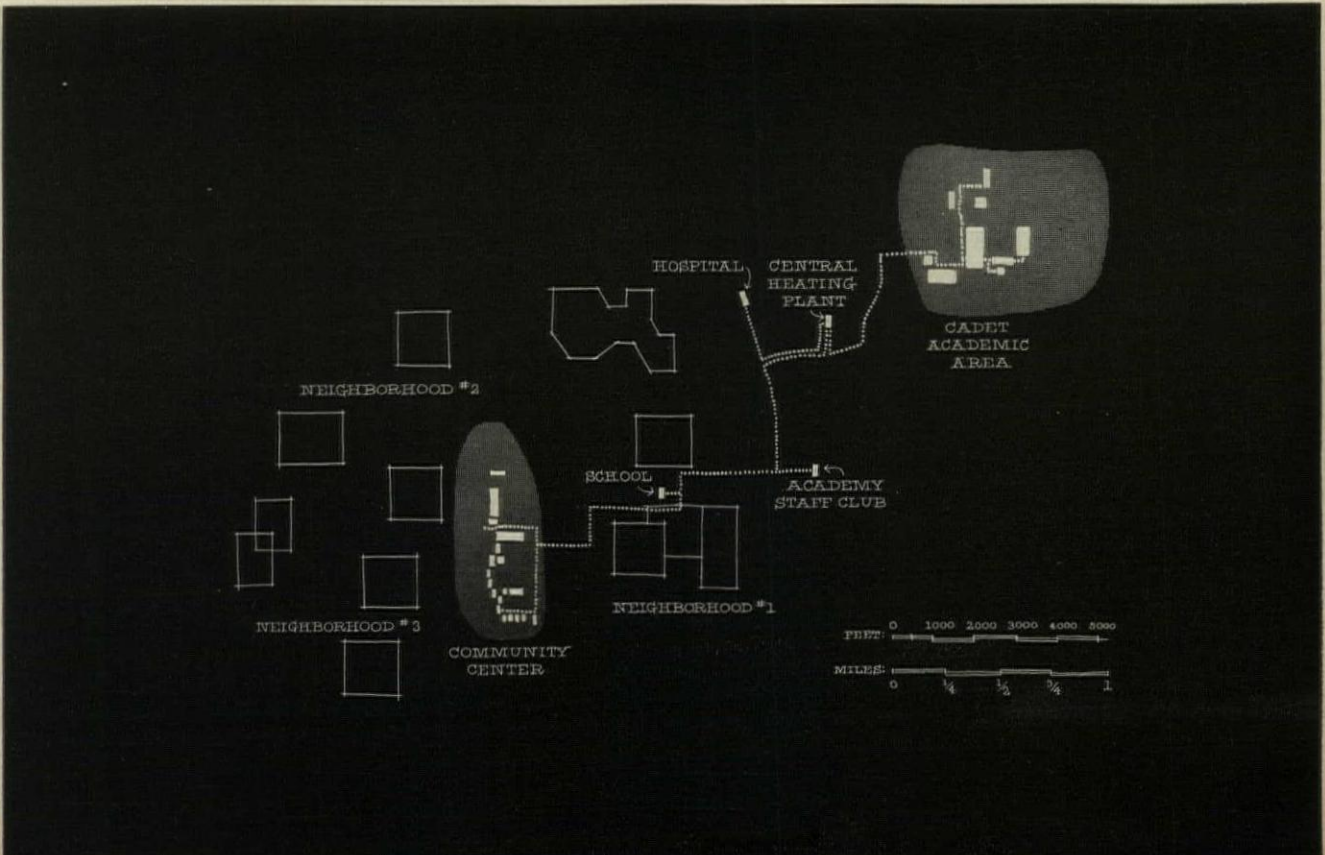 HOSPITAL
CENTRAL
HEATING
PLANT
CADET
ACADEMIC
AREA
NEIGHBORHOOD #2
SCHOOL
ACADEMY
STAFF CLUB
NEIGHBORHOOD #1
NEIGHBORHOOD #3
COMMUNITY
CENTER
0 1000 2000 3000 4000 5000
FEET:
MILES:
0 1/4 1/2 3/4 1